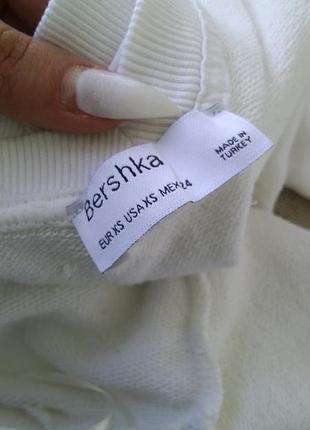 Bershka
EUR XS USA XS MEX 24
MADE IN
TURKEY